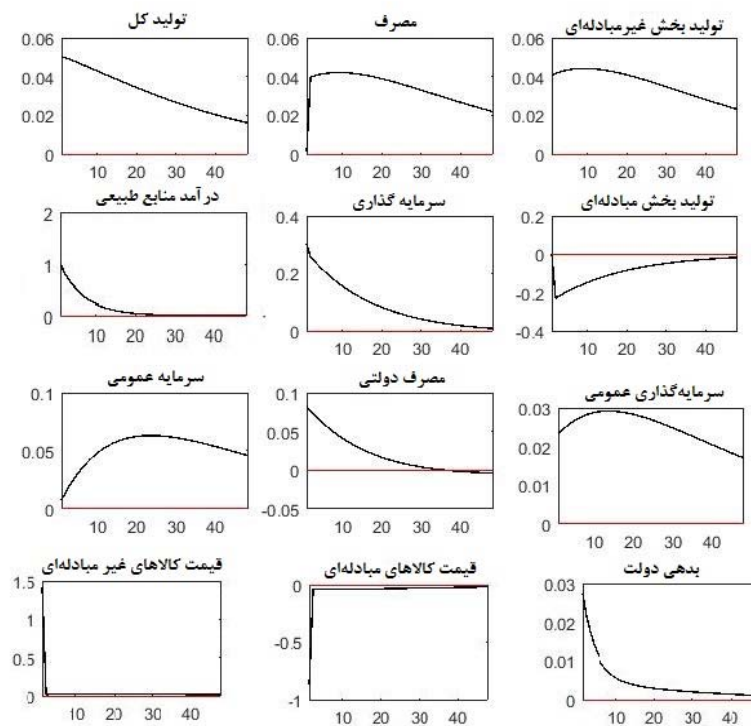 تولید کل
0.06
0.04
0.02
0
10 20 30 40
مصرف
0.06
0.04
0.02
0
10 20 30 40
تولید بخش غیرمبادله‌ای
0.06
0.04
0.02
0
10 20 30 40
درآمد منابع طبیعی
2
1
0
10 20 30 40
سرمایه گذاری
0.4
0.2
0
10 20 30 40
تولید بخش مبادله‌ای
0.2
0
-0.2
-0.4
10 20 30 40
سرمایه عمومی
0.1
0.05
0
10 20 30 40
مصرف دولتی
0.1
0.05
0
-0.05
10 20 30 40
سرمایه‌گذاری عمومی
0.03
0.02
0.01
0
10 20 30 40
قیمت کالاهای غیر مبادله‌ای
1.5
1
0.5
0
10 20 30 40
قیمت کالاهای مبادله‌ای
0
-0.5
-1
10 20 30 40
بدهی دولت
0.03
0.02
0.01
0
10 20 30 40